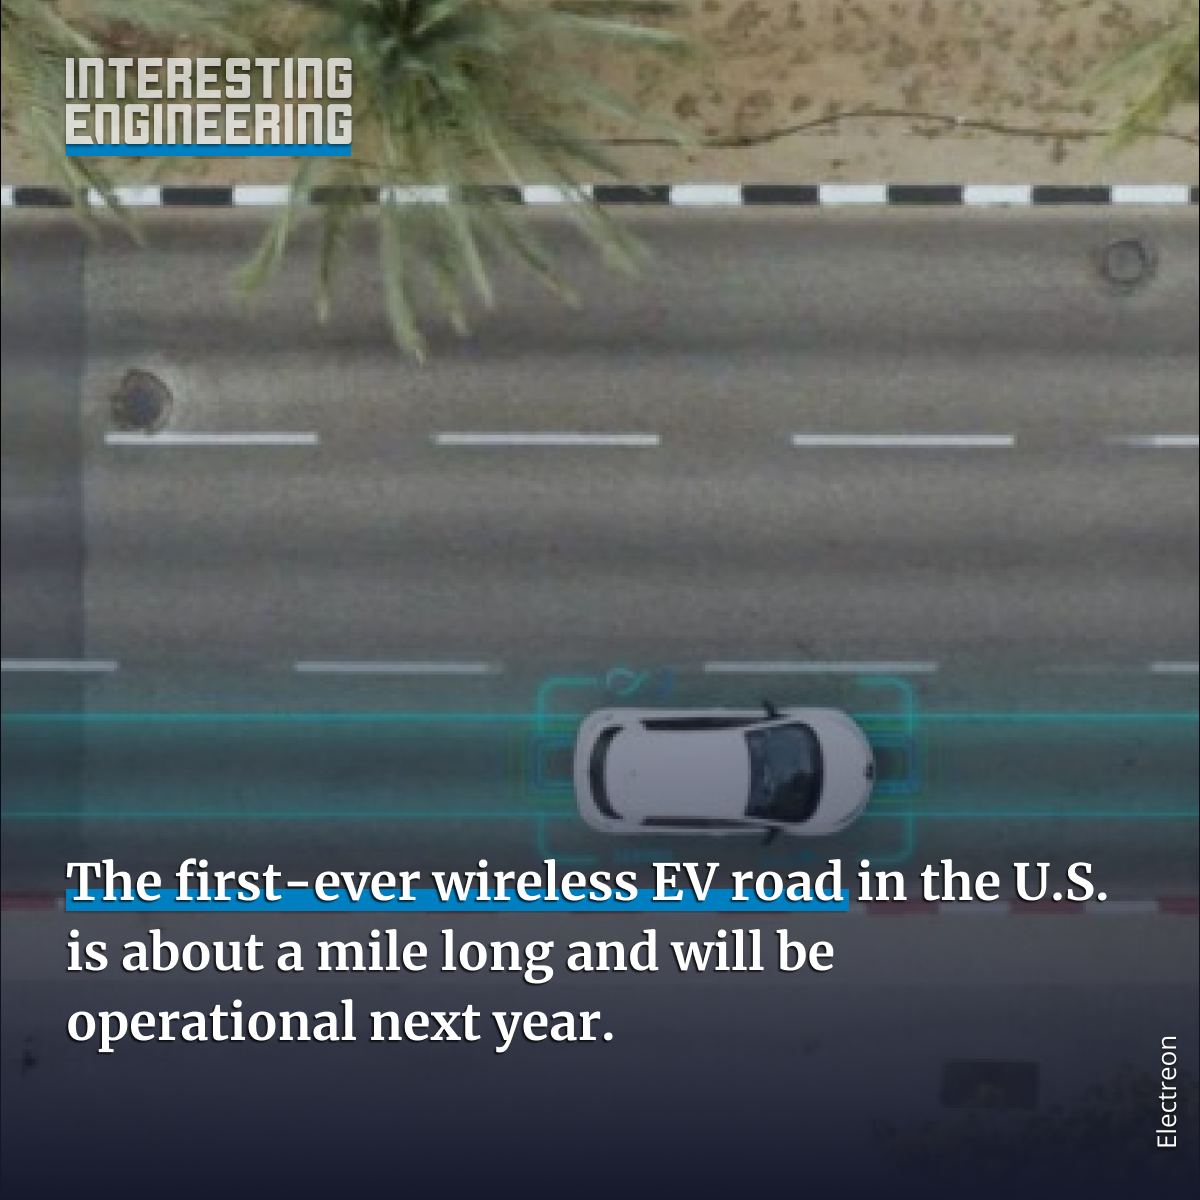 INTERESTING
ENGINEERING
The first-ever wireless EV road in the U.S.
is about a mile long and will be
operational next year.
Electreon